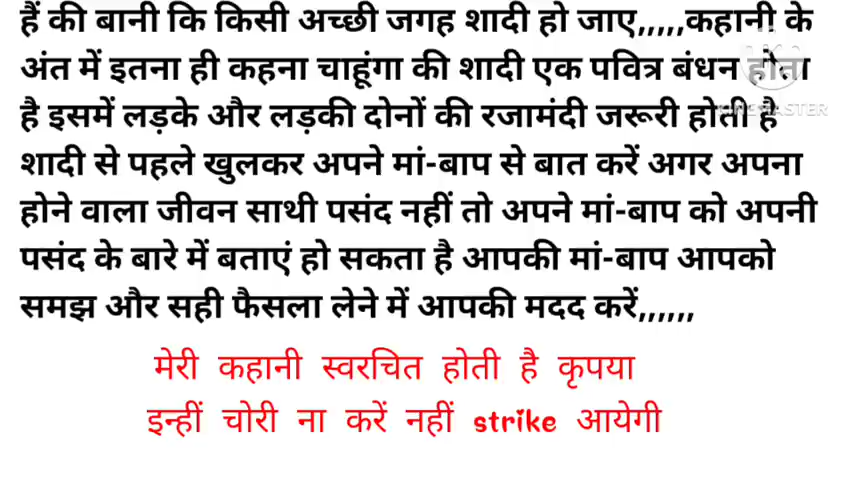 हैं की बानी कि किसी अच्छी जगह शादी हो जाए,,,,,कहानी के
अंत में इतना ही कहना चाहूंगा की शादी एक पवित्र बंधन होता
है इसमें लड़के और लड़की दोनों की रजामंदी जरूरी होती है
KINEMASTER
शादी से पहले खुलकर अपने मां-बाप से बात करें अगर अपना
होने वाला जीवन साथी पसंद नहीं तो अपने मां-बाप को अपनी
पसंद के बारे में बताएं हो सकता है आपकी मां-बाप आपको
समझ और सही फैसला लेने में आपकी मदद करें,,,,,,
मेरी कहानी स्वरचित होती है कृपया
इन्हीं चोरी ना करें नहीं strike आयेगी